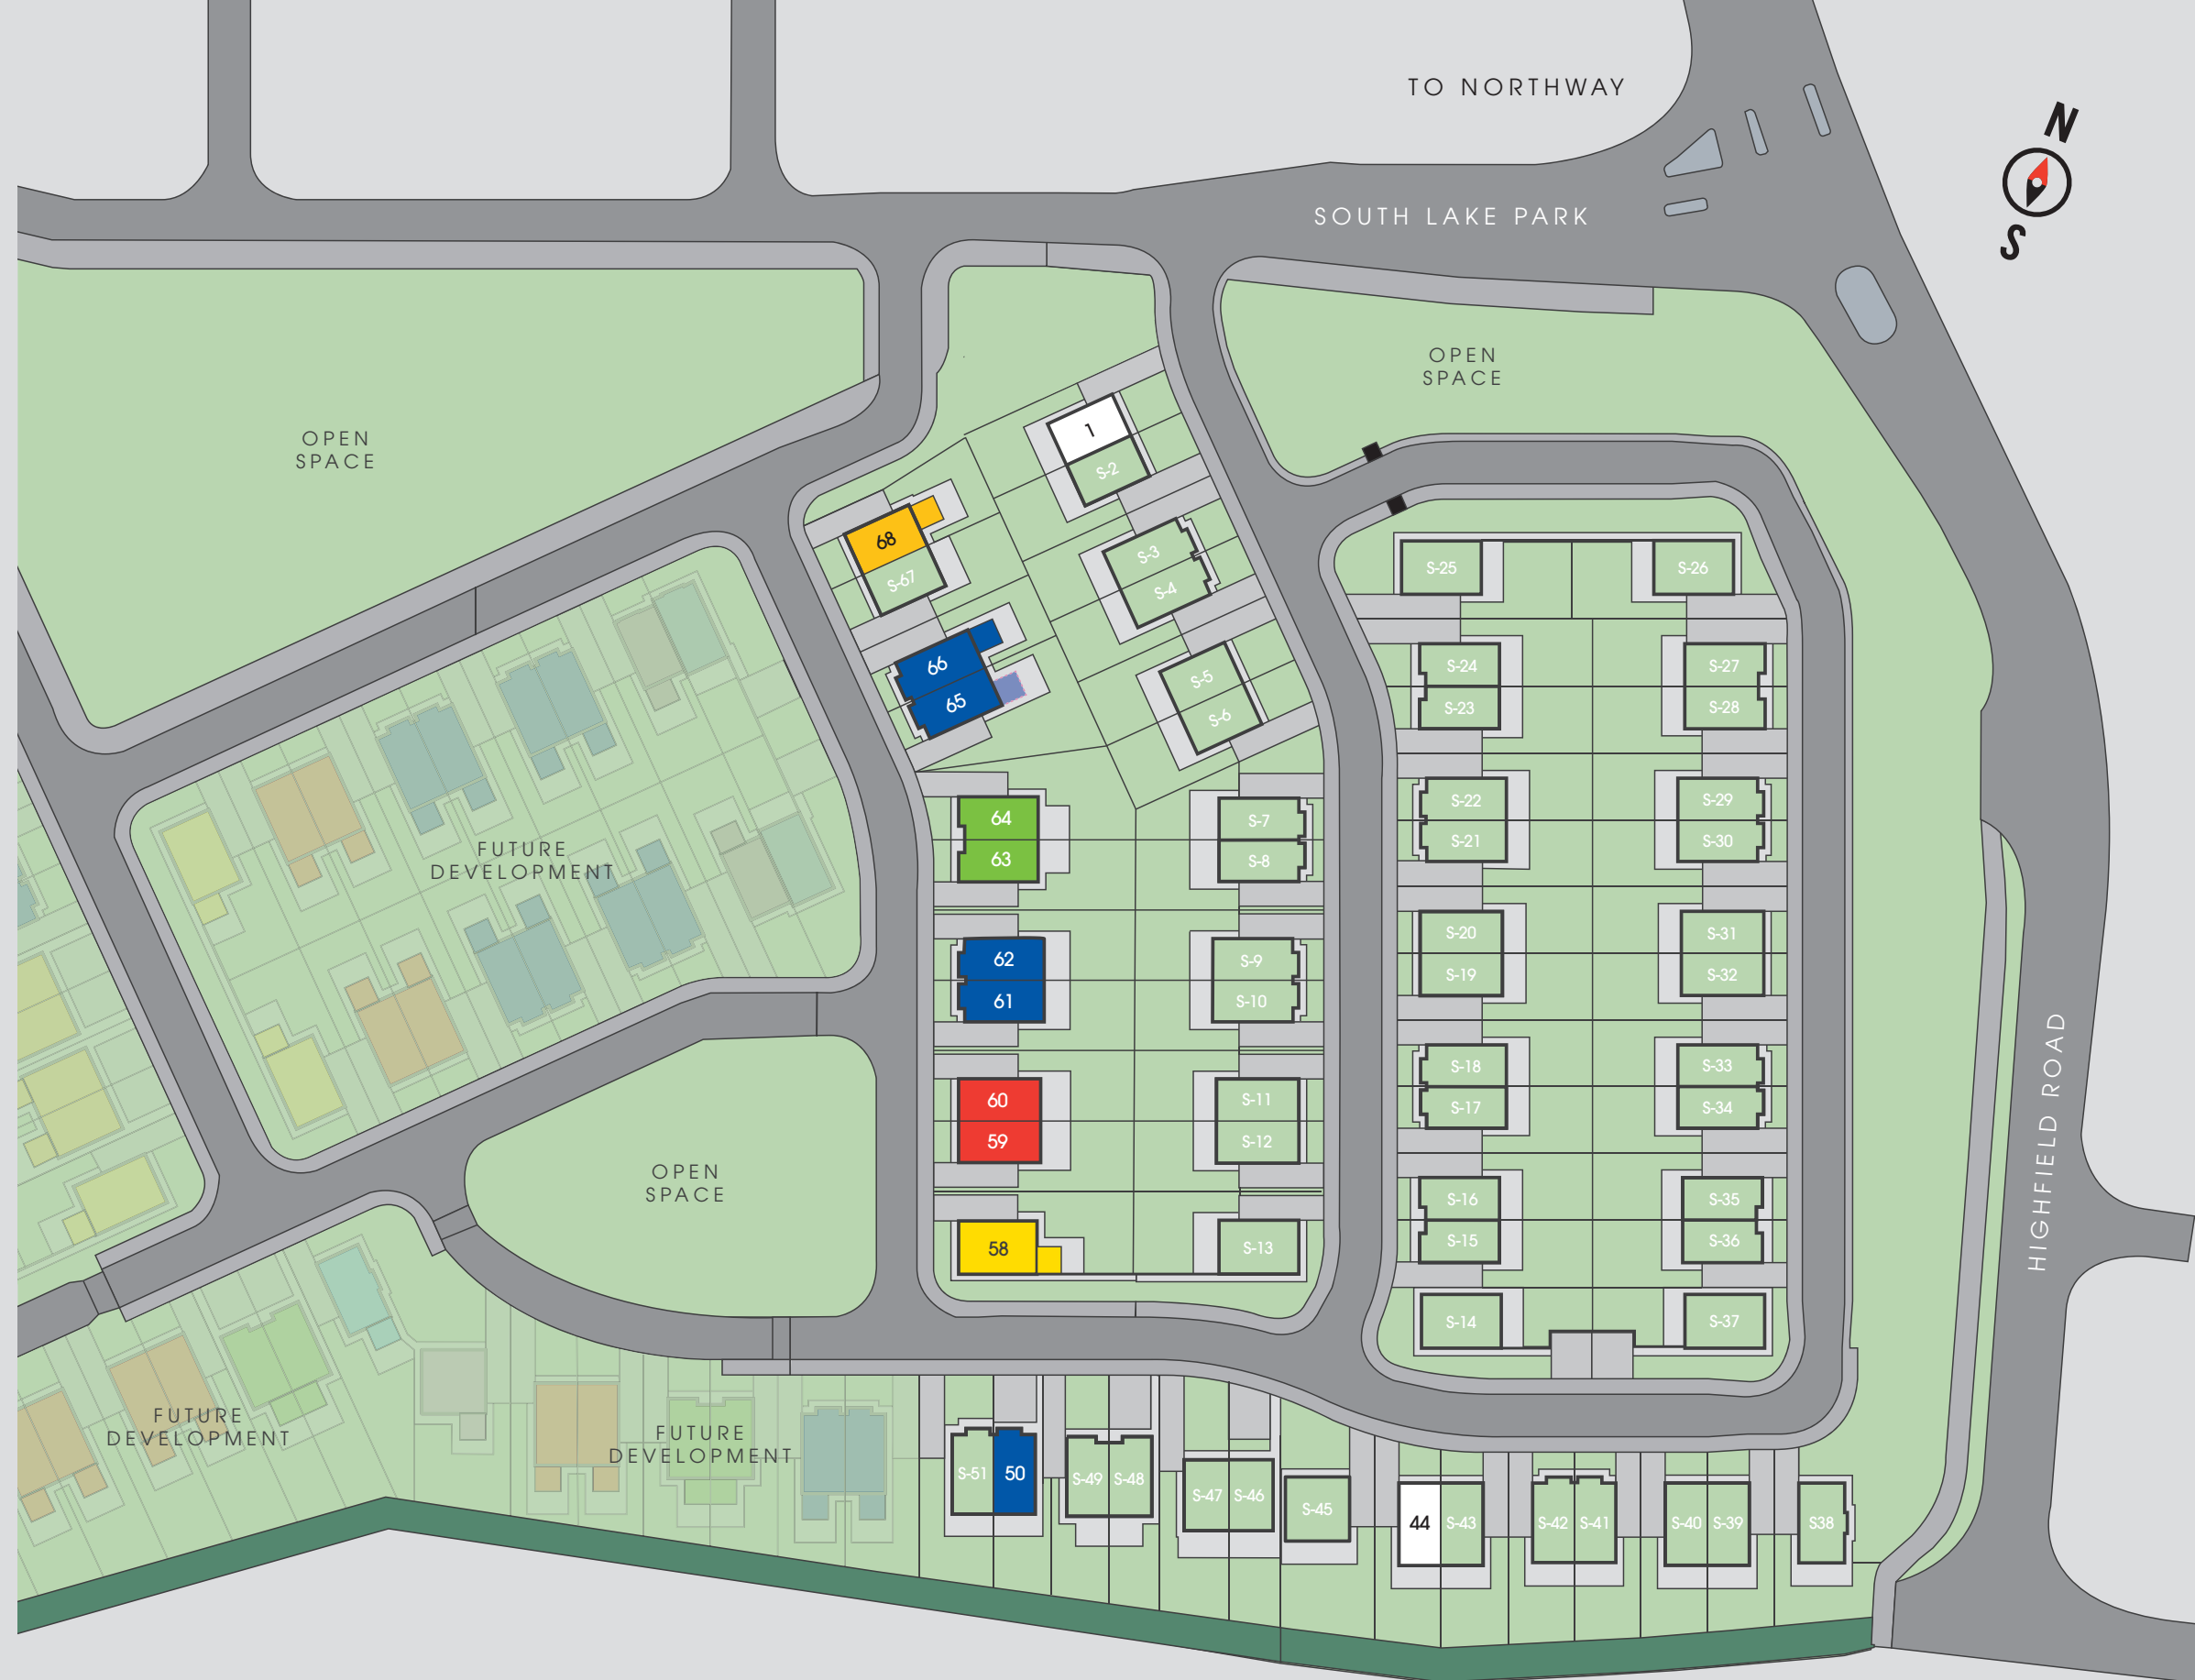 TO NORTHWAY
N
S
SOUTH LAKE PARK
OPEN
SPACE
OPEN
SPACE
1
S-2
68
S-67
S-3
S-4
66
65
S-5
S-6
S-25
S-26
S-24
S-23
S-27
S-28
64
63
S-7
S-8
S-22
S-21
S-29
S-30
FUTURE
DEVELOPMENT
62
61
S-9
S-10
S-20
S-19
S-31
S-32
60
59
S-11
S-12
S-18
S-17
S-33
S-34
OPEN
SPACE
HIGHFIELD ROAD
58
S-13
S-16
S-15
S-35
S-36
S-14
S-37
FUTURE
DEVELOPMENT
FUTURE
DEVELOPMENT
S-51
50
S-49
S-48
S-47
S-46
S-45
44
S-43
S-42
S-41
S-40
S-39
S38